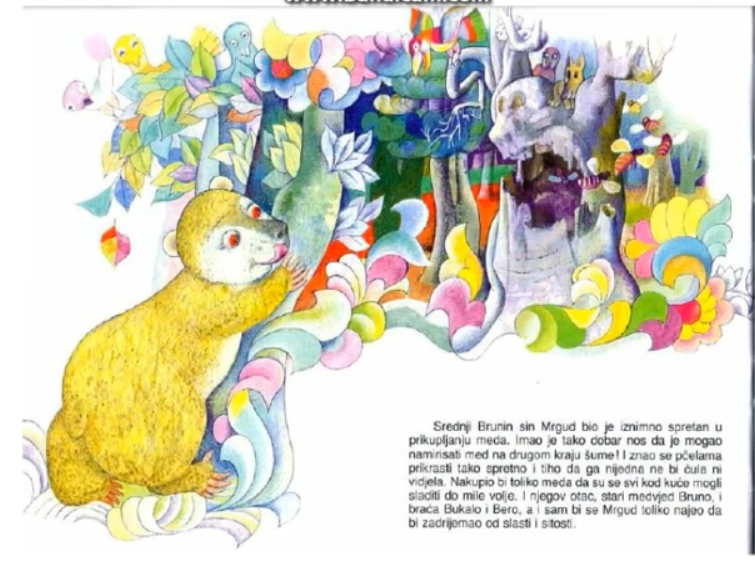 Srednji Brunin sin Mrgud bio je iznimno spretan u
prikupljanju meda. Imao je tako dobar nos da je mogao
namirisati med na drugom kraju šume! I znao se pčelama
prikrasti tako spretno i tiho da ga nijedna ne bi čula ni
vidjela. Nakupio bi toliko meda da su se svi kod kuće mogli
sladiti do mile volje. I njegov otac, stari medvjed Bruno, i
braća Bukalo i Bero, a i sam bi se Mrgud toliko najeo da
bi zadrijemao od slasti i sitosti.